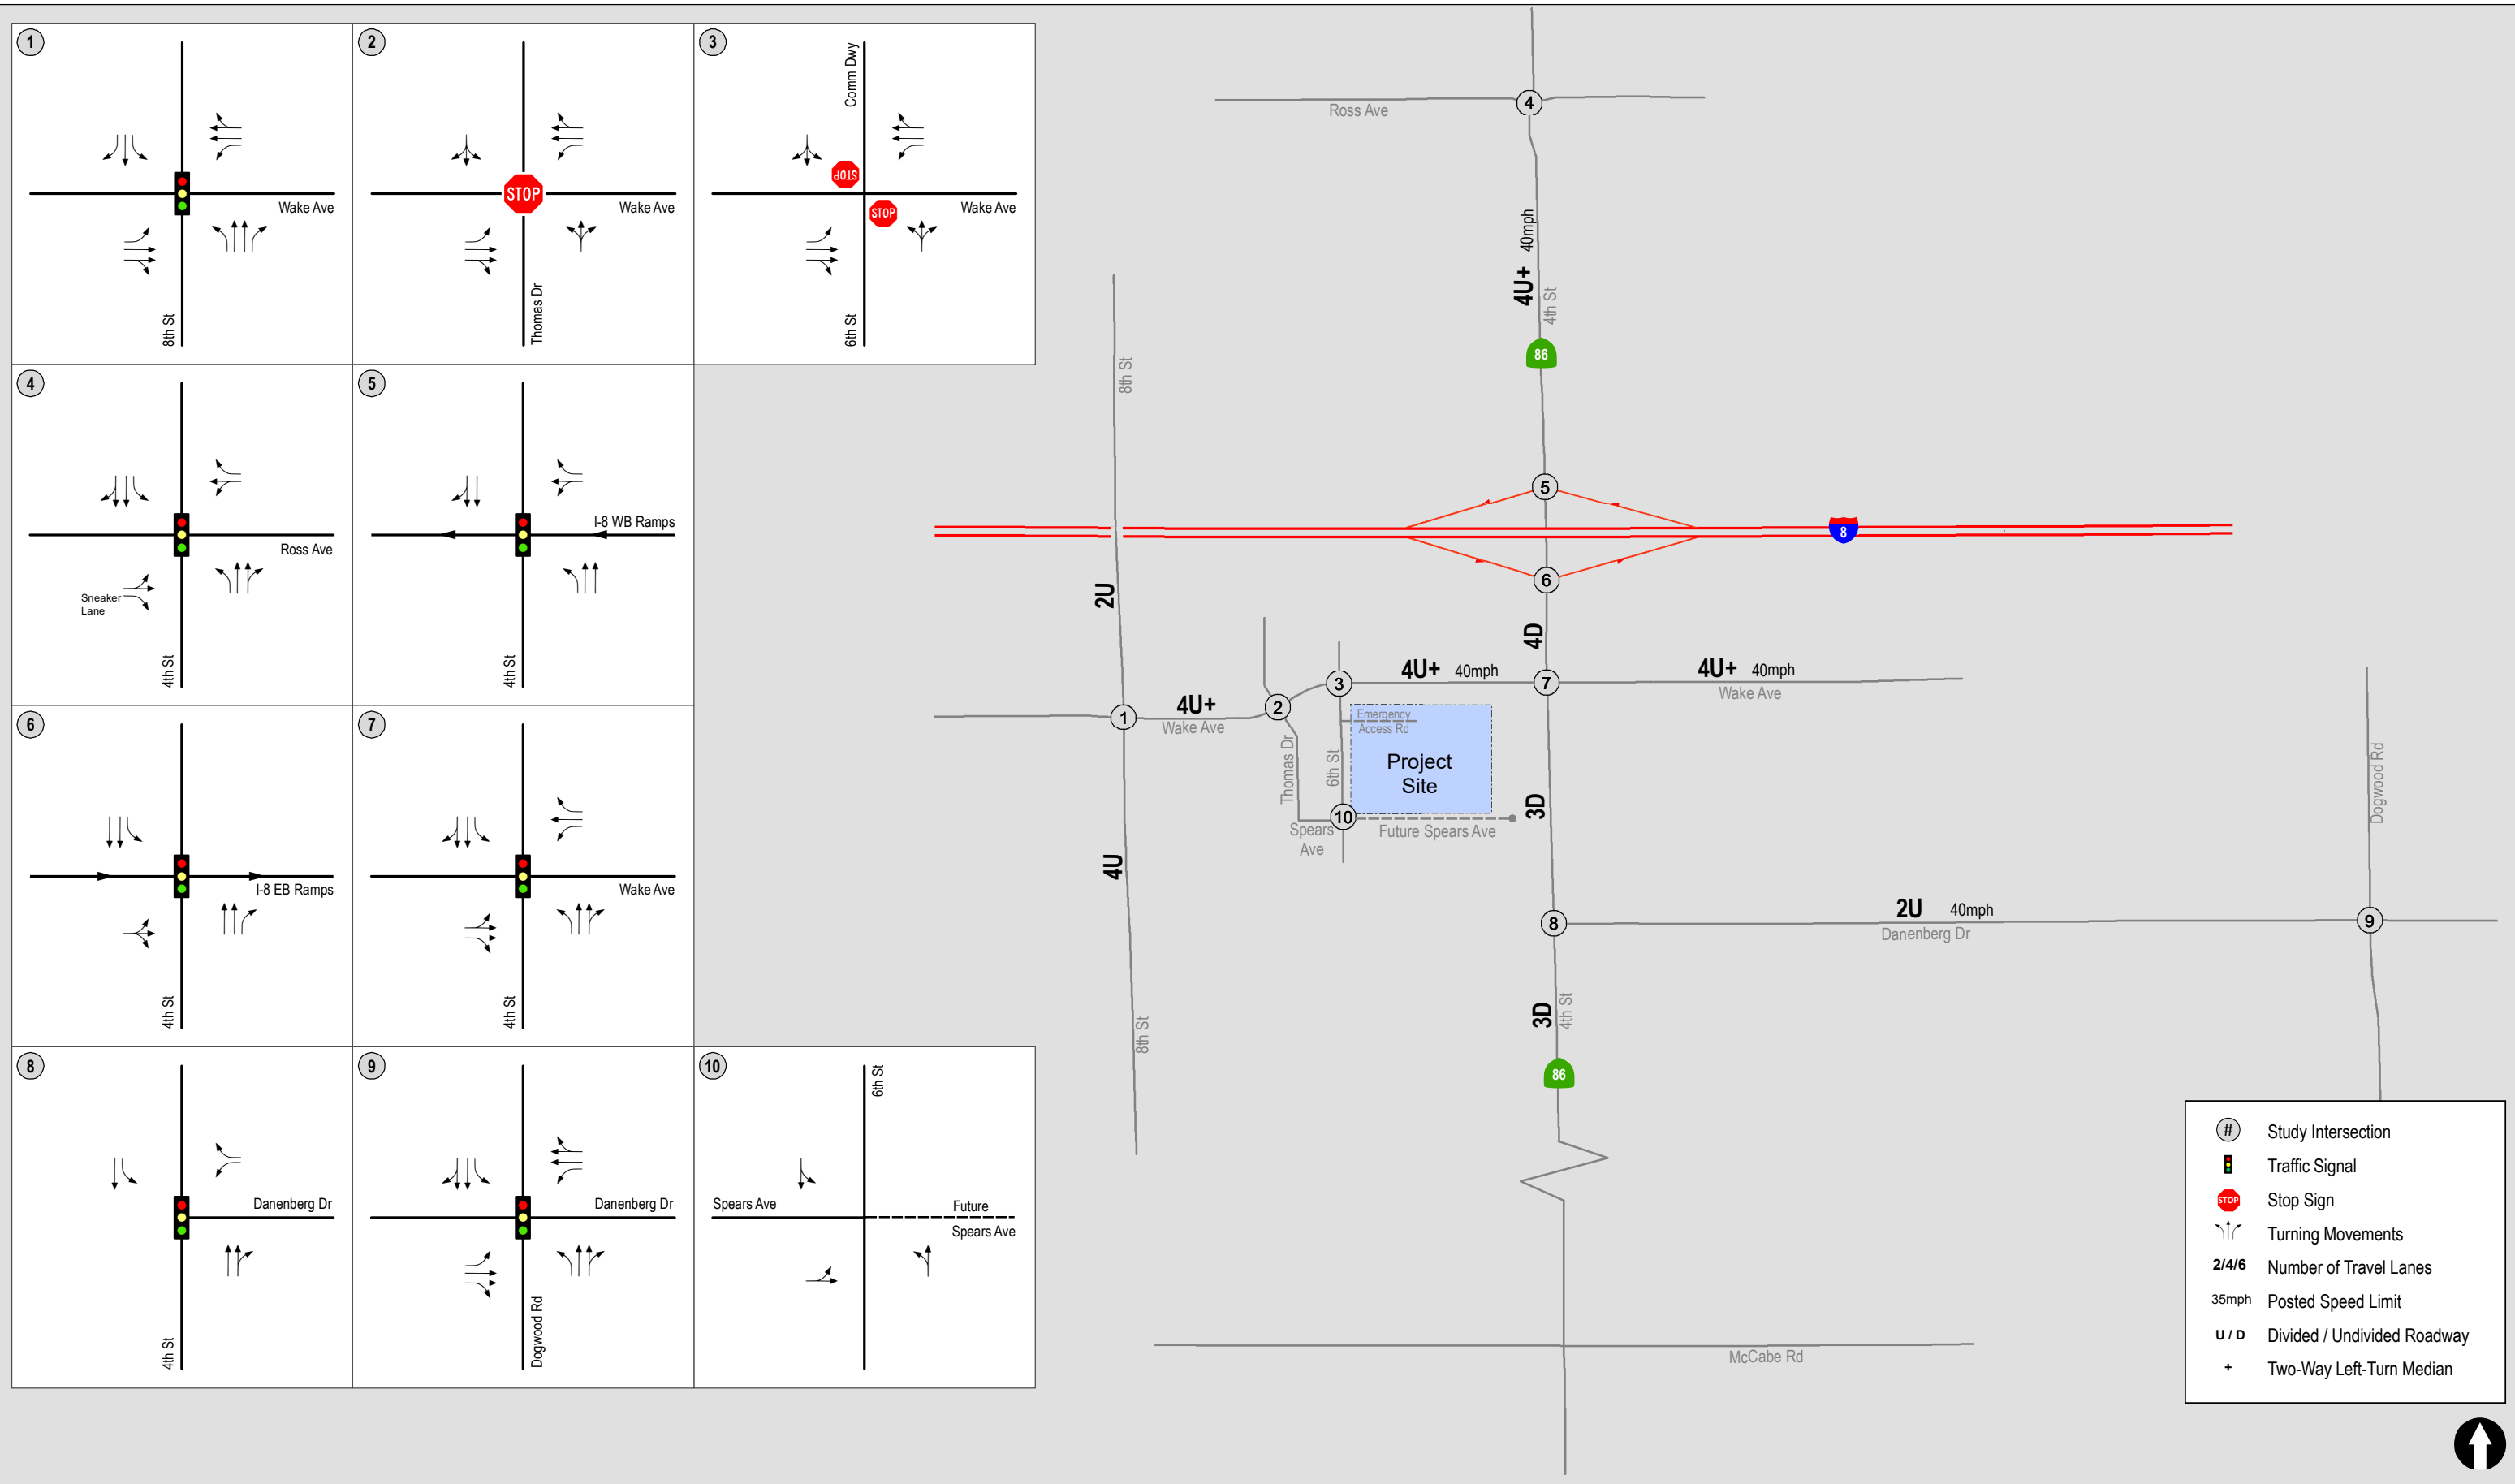 1
Wake Ave
8th St
2
STOP
Wake Ave
Thomas Dr
3
Comm Dwy
STOP
STOP
Wake Ave
6th St
4
Ross Ave
Sneaker
Lane
4th St
5
I-8 WB Ramps
4th St
6
I-8 EB Ramps
4th St
7
Wake Ave
4th St
8
Danenberg Dr
4th St
9
Danenberg Dr
Dogwood Rd
10
6th St
Spears Ave
Future
Spears Ave
4
Ross Ave
4U+ 40mph
4th St
86
8th St
5
8
6
2U
4D
3
4U+ 40mph
7
4U+ 40mph
Wake Ave
1
4U+
Wake Ave
2
Emergency
Access Rd
Thomas Dr
6th St
Project
Site
3D
Dogwood Rd
10
Spears
Ave
Future Spears Ave
4U
8
2U 40mph
Danenberg Dr
9
3D
4th St
8th St
86
McCabe Rd
# Study Intersection
Traffic Signal
STOP Stop Sign
Turning Movements
2/4/6 Number of Travel Lanes
35mph Posted Speed Limit
U / D Divided / Undivided Roadway
+ Two-Way Left-Turn Median